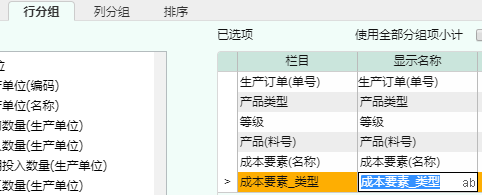 行分组 列分组 排序
已选项 使用全部分组项小计
栏目 显示名称
位
单位(编码)
单位(名称)
数量(生产单位)
数量(生产单位)
投入数量(生产单位)
数量(生产单位)
生产订单(单号) 生产订单(单号)
产品类型 产品类型
等级 等级
产品(料号) 产品(料号)
成本要素(名称) 成本要素(名称)
> 成本要素_类型 成本要素_类型 ab